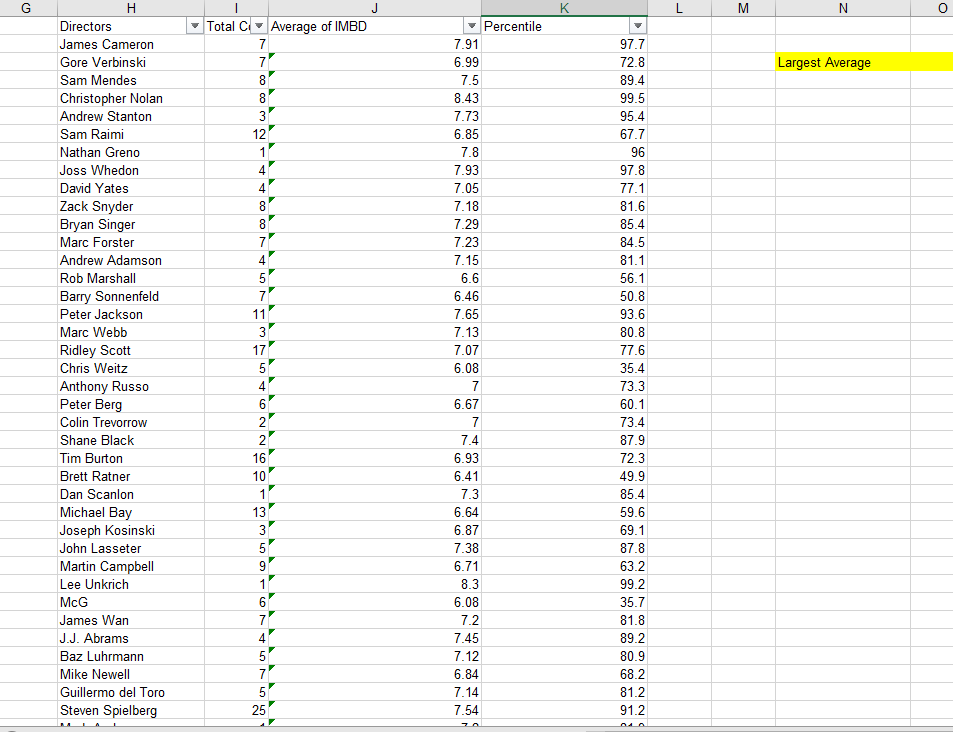 G H I J K L M N O
Directors Total Co Average of IMBD Percentile
James Cameron 7 7.91 97.7
Gore Verbinski 7 6.99 72.8 Largest Average
Sam Mendes 8 7.5 89.4
Christopher Nolan 8 8.43 99.5
Andrew Stanton 3 7.73 95.4
Sam Raimi 12 6.85 67.7
Nathan Greno 1 7.8 96
Joss Whedon 4 7.93 97.8
David Yates 4 7.05 77.1
Zack Snyder 8 7.18 81.6
Bryan Singer 8 7.29 85.4
Marc Forster 7 7.23 84.5
Andrew Adamson 4 7.15 81.1
Rob Marshall 5 6.6 56.1
Barry Sonnenfeld 7 6.46 50.8
Peter Jackson 11 7.65 93.6
Marc Webb 3 7.13 80.8
Ridley Scott 17 7.07 77.6
Chris Weitz 5 6.08 35.4
Anthony Russo 4 7 73.3
Peter Berg 6 6.67 60.1
Colin Trevorrow 2 7 73.4
Shane Black 2 7.4 87.9
Tim Burton 16 6.93 72.3
Brett Ratner 10 6.41 49.9
Dan Scanlon 1 7.3 85.4
Michael Bay 13 6.64 59.6
Joseph Kosinski 3 6.87 69.1
John Lasseter 5 7.38 87.8
Martin Campbell 9 6.71 63.2
Lee Unkrich 1 8.3 99.2
McG 6 6.08 35.7
James Wan 7 7.2 81.8
J.J. Abrams 4 7.45 89.2
Baz Luhrmann 5 7.12 80.9
Mike Newell 7 6.84 68.2
Guillermo del Toro 5 7.14 81.2
Steven Spielberg 25 7.54 91.2